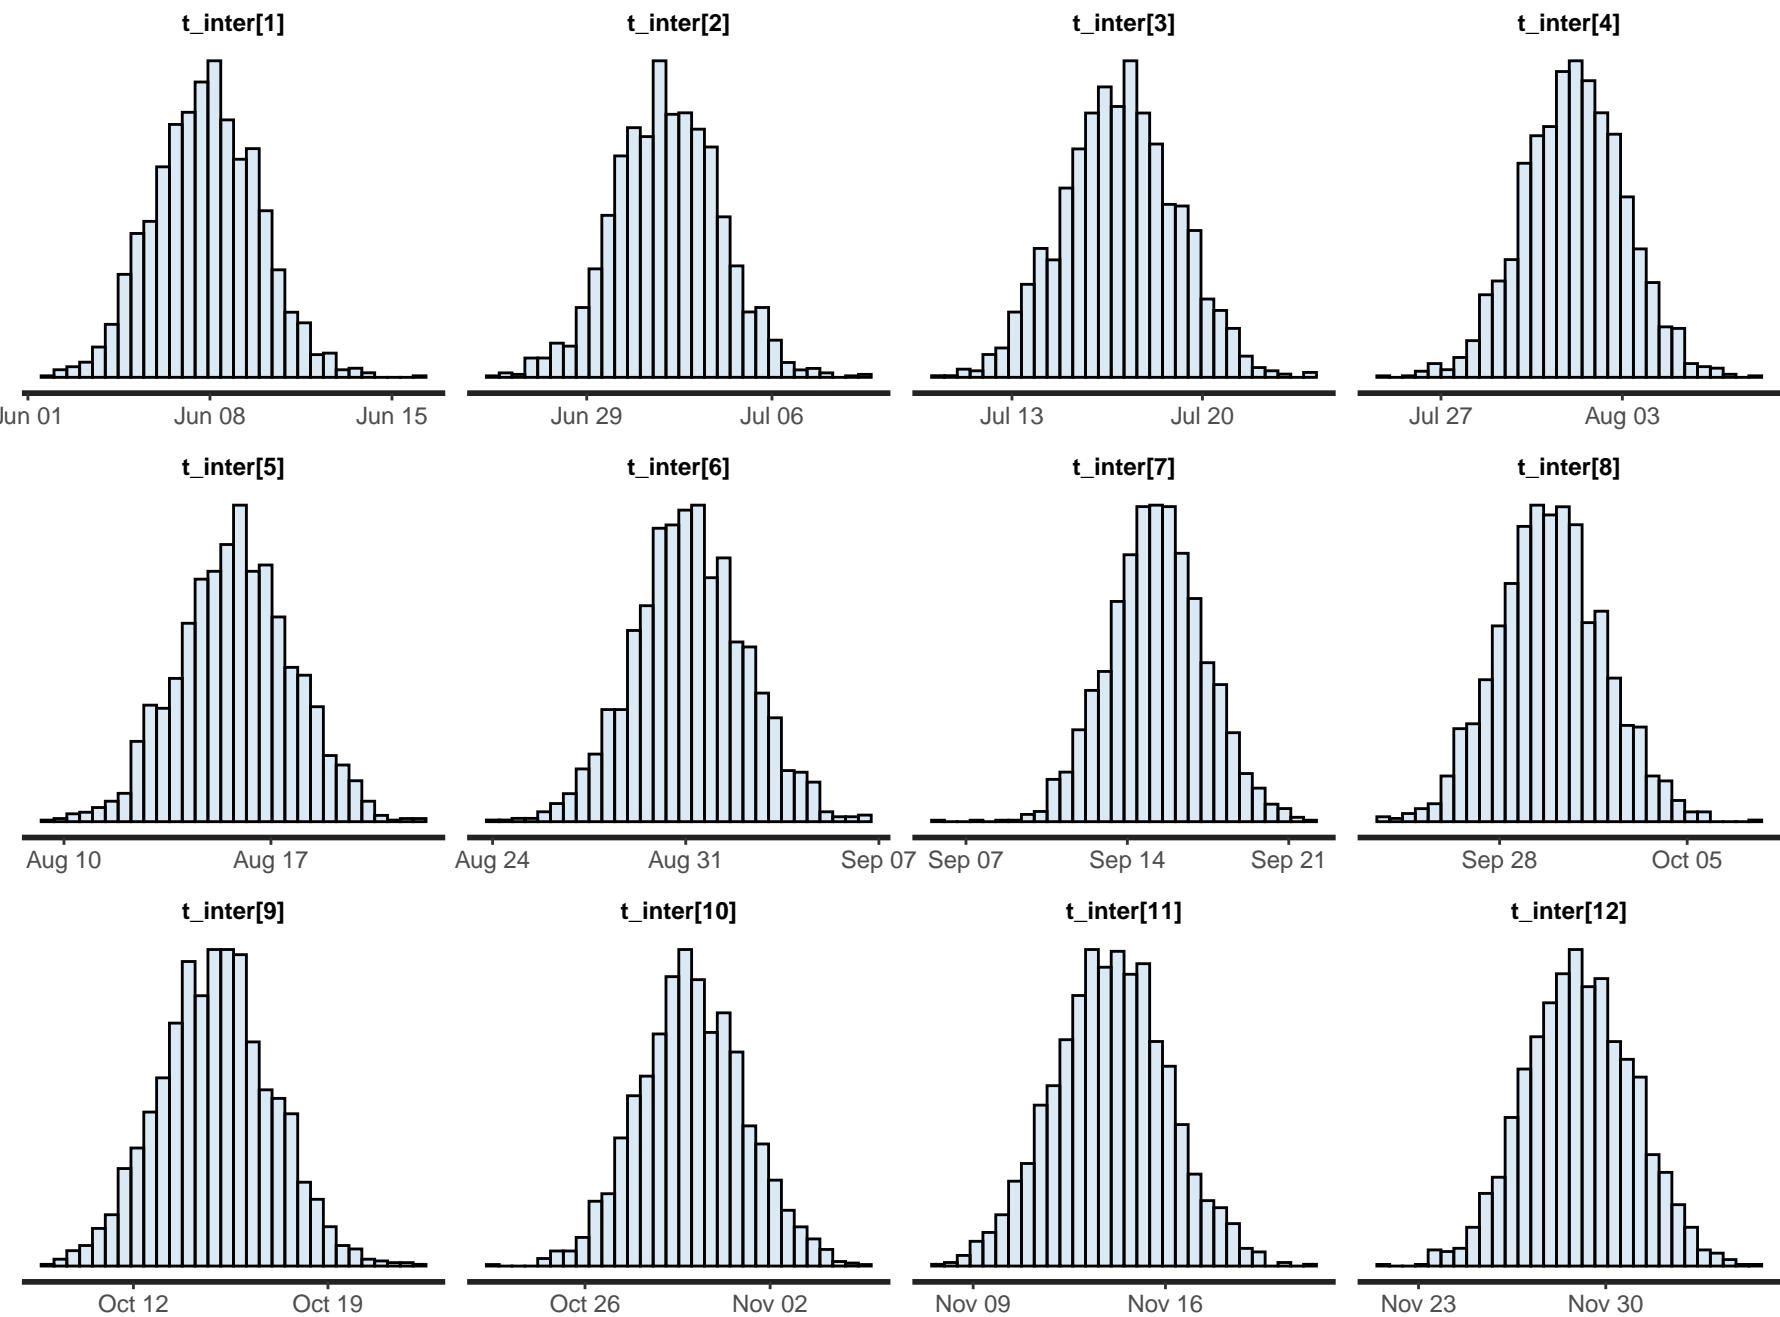 t_inter[1] t_inter[2] t_inter[3] t_inter[4]
Jun 01 Jun 08 Jun 15 Jun 29 Jul 06 Jul 13 Jul 20 Jul 27 Aug 03
t_inter[5] t_inter[6] t_inter[7] t_inter[8]
Aug 10 Aug 17 Aug 24 Aug 31 Sep 07 Sep 07 Sep 14 Sep 21 Sep 28 Oct 05
t_inter[9] t_inter[10] t_inter[11] t_inter[12]
Oct 12 Oct 19 Oct 26 Nov 02 Nov 09 Nov 16 Nov 23 Nov 30